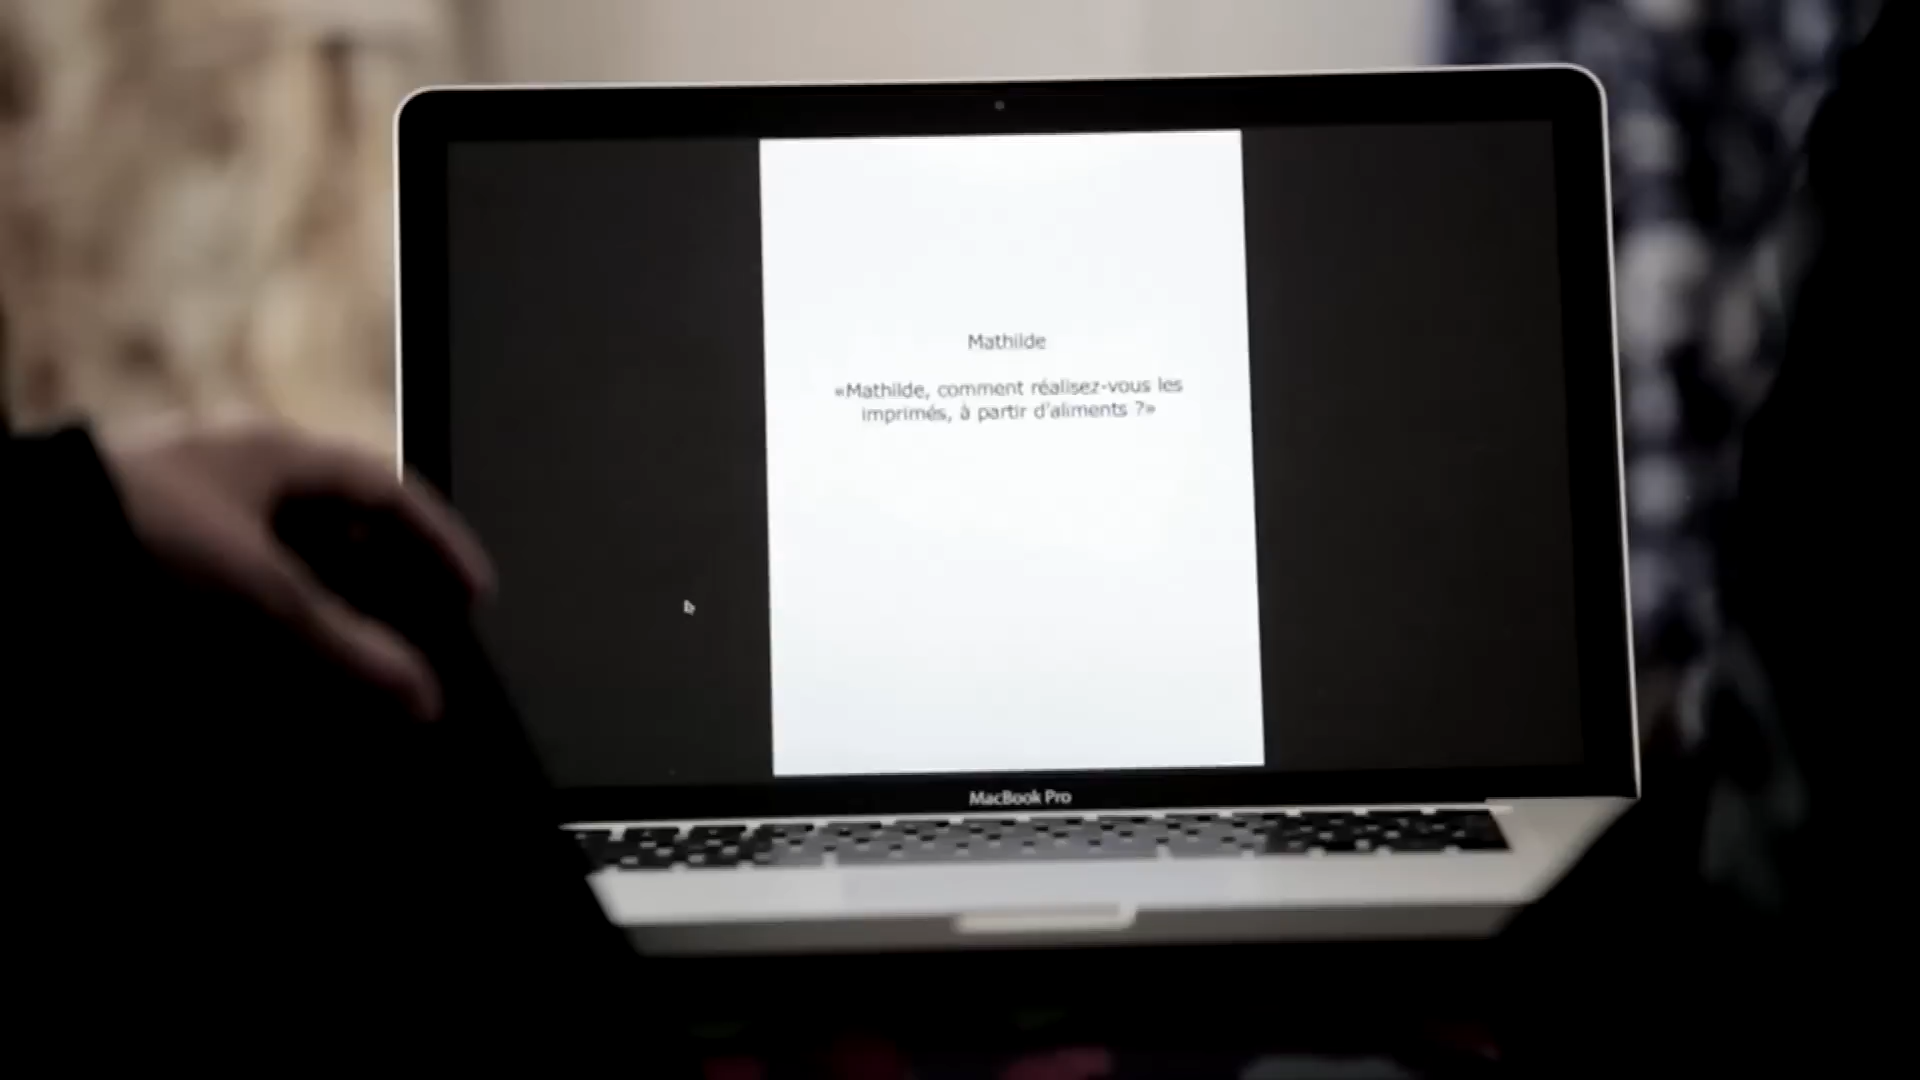 Mathilde
«Mathilde, comment réalisez-vous les
imprimés, à partir d'aliments ?»
MacBook Pro